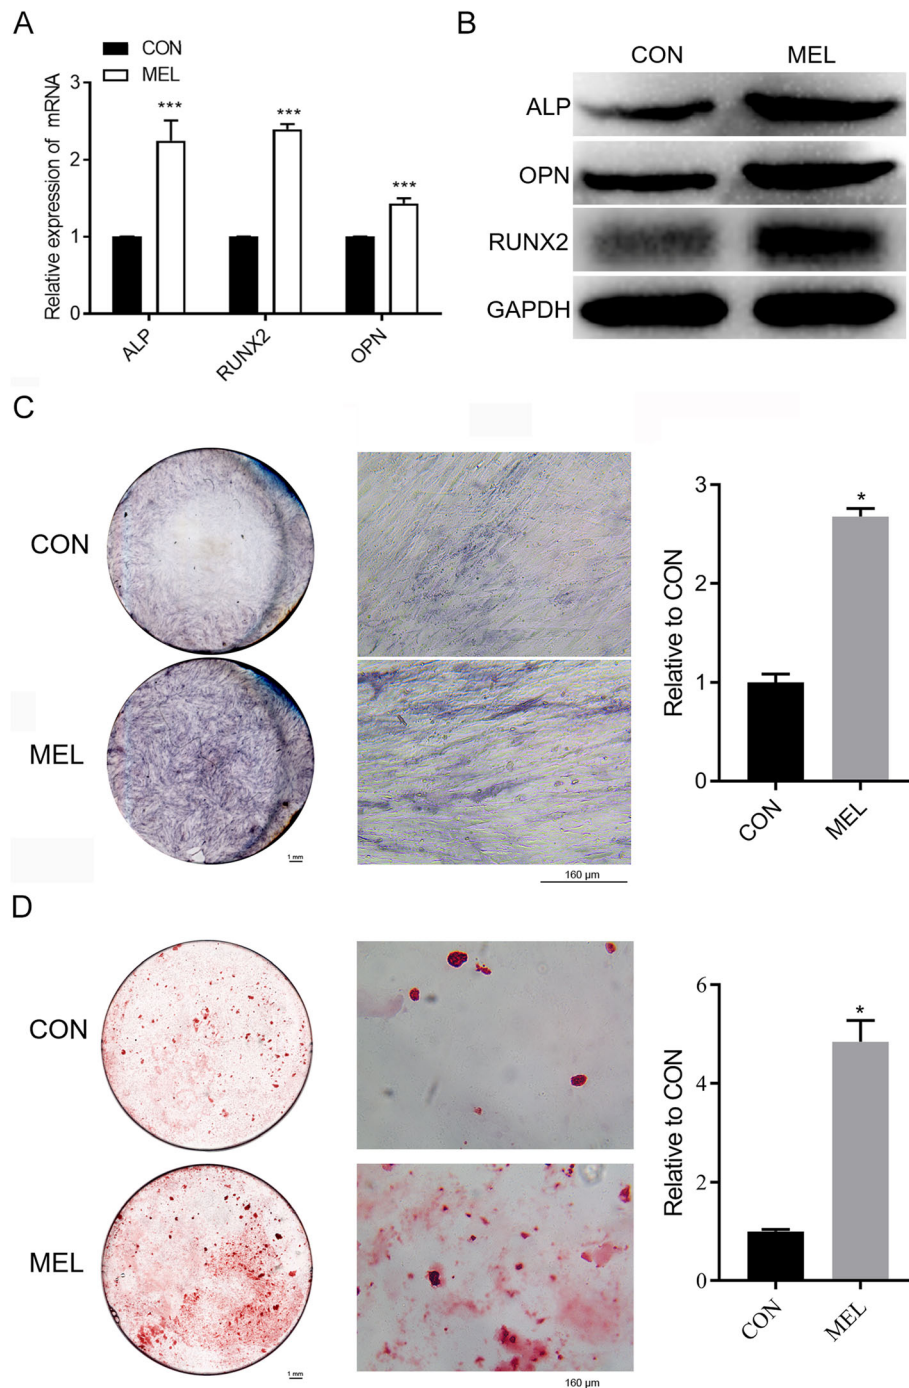 A
CON
MEL
Relative expression of mRNA
3
2
1
0
***
***
***
ALP
RUNX2
OPN
B
CON MEL
ALP
OPN
RUNX2
GAPDH
C
CON
MEL
1 mm
160 μm
Relative to CON
3
2
1
0
*
CON
MEL
D
CON
MEL
1 mm
160 μm
Relative to CON
6
4
2
0
*
CON
MEL